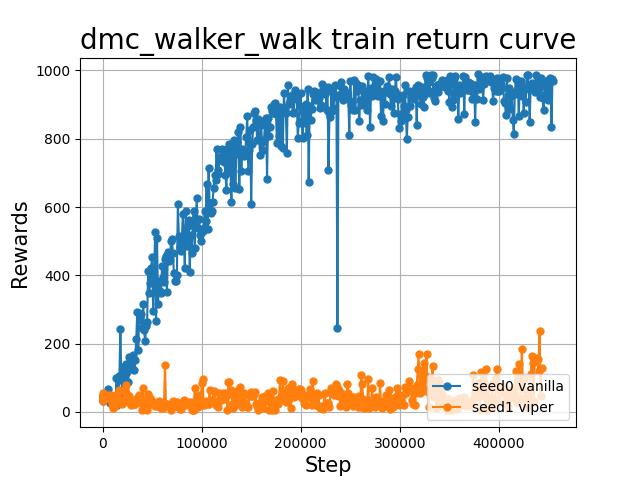 dmc_walker_walk train return curve
1000
800
600
400
200
0
Rewards
seed0 vanilla
seed1 viper
0 100000 200000 300000 400000
Step